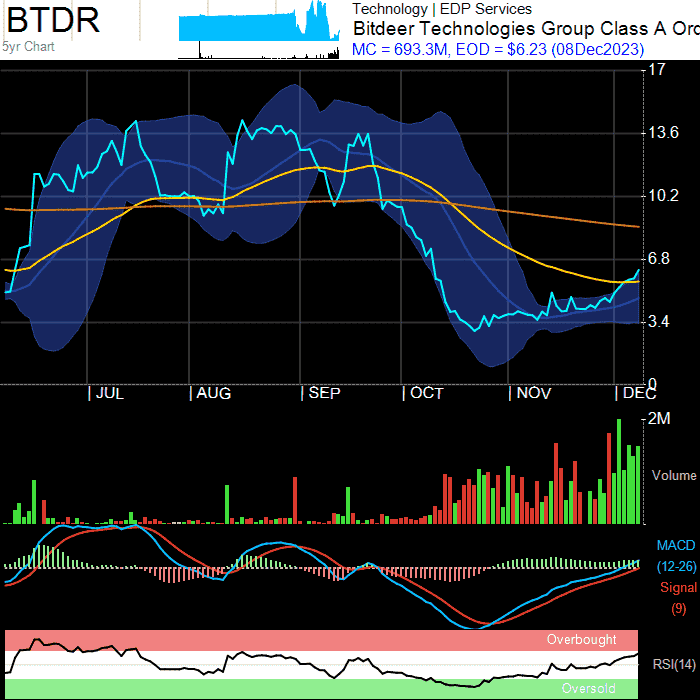 BTDR
5yr Chart
Technology | EDP Services
Bitdeer Technologies Group Class A Ord
MC = 693.3M, EOD = $6.23 (08Dec2023)
17
13.6
10.2
6.8
3.4
0
| JUL | AUG | SEP | OCT | NOV | DEC
2M
Volume
MACD
(12-26)
Signal
(9)
Overbought
RSI(14)
Oversold